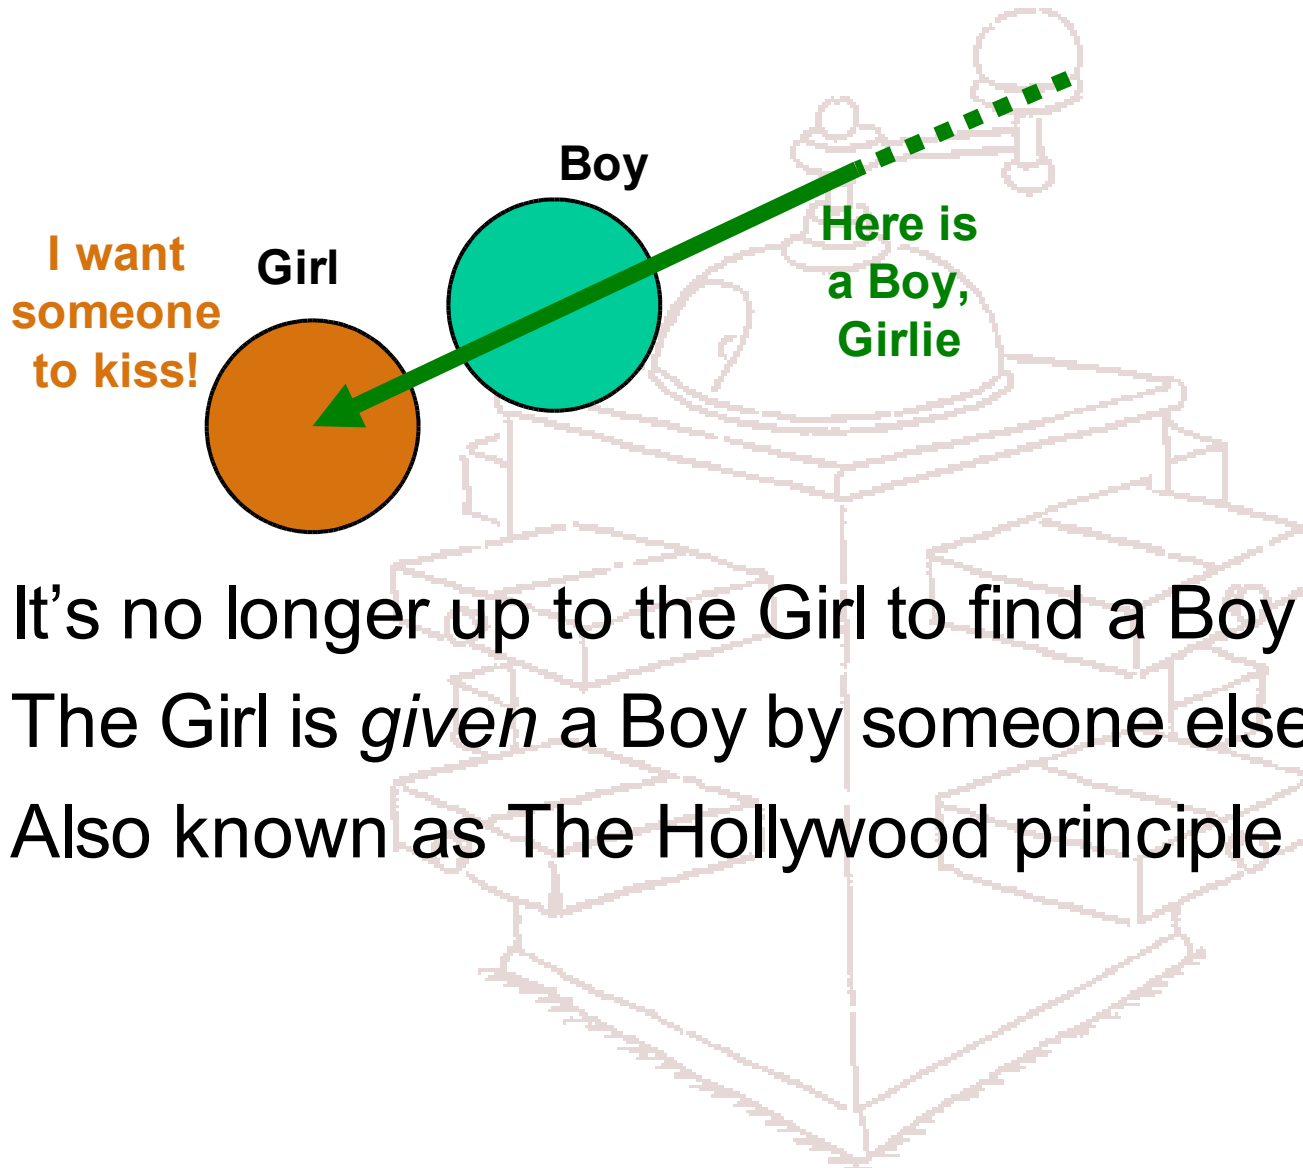 Boy
I want
someone
to kiss!
Girl
Here is
a Boy,
Girlie
It’s no longer up to the Girl to find a Boy
The Girl is given a Boy by someone else
Also known as The Hollywood principle